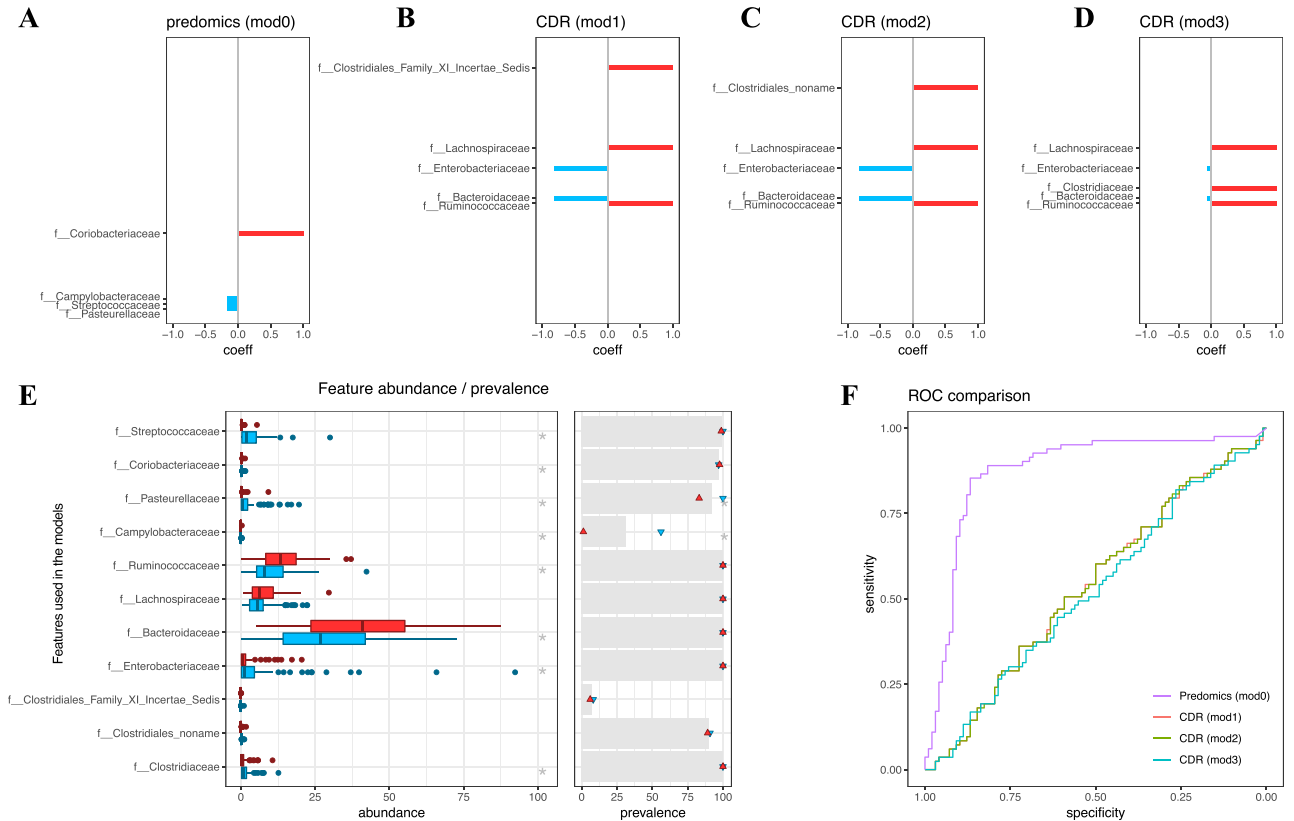 A
predomics (mod0)
f__Coriobacteriaceae
f__Campylobacteraceae
f__Streptococcaceae
f__Pasteurellaceae
−1.0 −0.5 0.0 0.5 1.0
coeff
B
CDR (mod1)
f__Clostridiales_Family_XI_Incertae_Sedis
f__Lachnospiraceae
f__Enterobacteriaceae
f__Bacteroidaceae
f__Ruminococcaceae
−1.0 −0.5 0.0 0.5 1.0
coeff
C
CDR (mod2)
f__Clostridiales_noname
f__Lachnospiraceae
f__Enterobacteriaceae
f__Bacteroidaceae
f__Ruminococcaceae
−1.0 −0.5 0.0 0.5 1.0
coeff
D
CDR (mod3)
f__Lachnospiraceae
f__Enterobacteriaceae
f__Clostridiaceae
f__Bacteroidaceae
f__Ruminococcaceae
−1.0 −0.5 0.0 0.5 1.0
coeff
E
Feature abundance / prevalence
Features used in the models
f__Streptococcaceae
f__Coriobacteriaceae
f__Pasteurellaceae
f__Campylobacteraceae
f__Ruminococcaceae
f__Lachnospiraceae
f__Bacteroidaceae
f__Enterobacteriaceae
f__Clostridiales_Family_XI_Incertae_Sedis
f__Clostridiales_noname
f__Clostridiaceae
* * * * * * * *
* *
0 25 50 75 100
abundance
0 50 100
prevalence
F
ROC comparison
sensitivity
1.00
0.75
0.50
0.25
0.00
Predomics (mod0)
CDR (mod1)
CDR (mod2)
CDR (mod3)
1.00 0.75 0.50 0.25 0.00
specificity